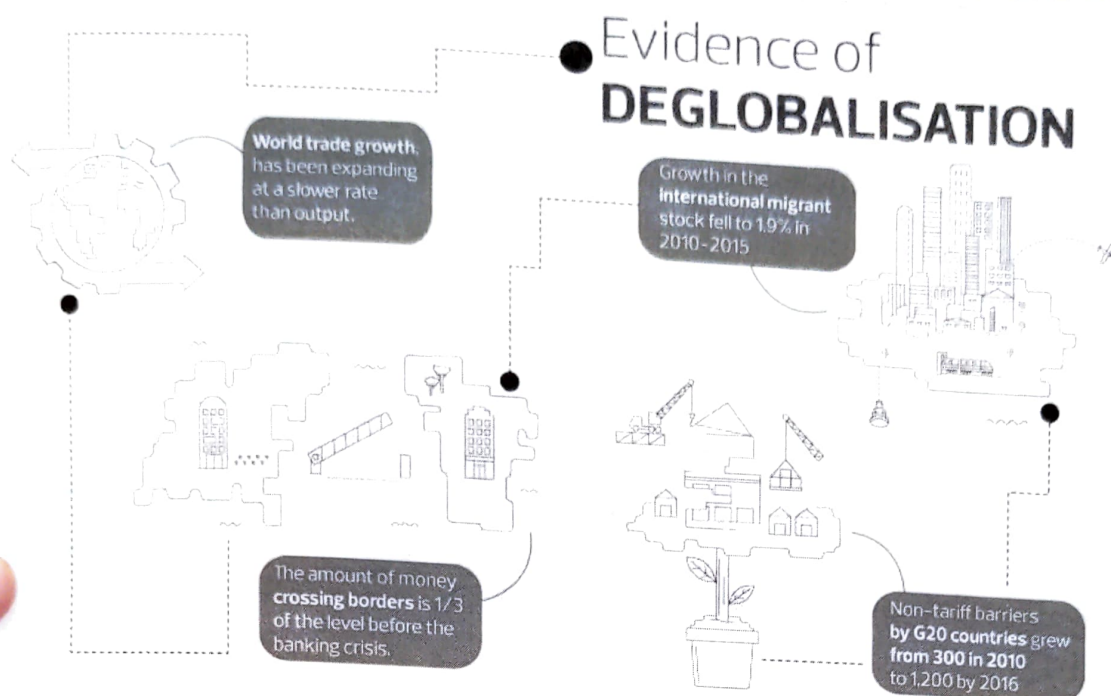 Evidence of
DEGLOBALISATION
World trade growth,
has been expanding
at a slower rate
than output.
Growth in the
international migrant
stock fell to 1.9% in
2010-2015
The amount of money
crossing borders is 1/3
of the level before the
banking crisis.
Non-tariff barriers
by G20 countries grew
from 300 in 2010
to 1,200 by 2016